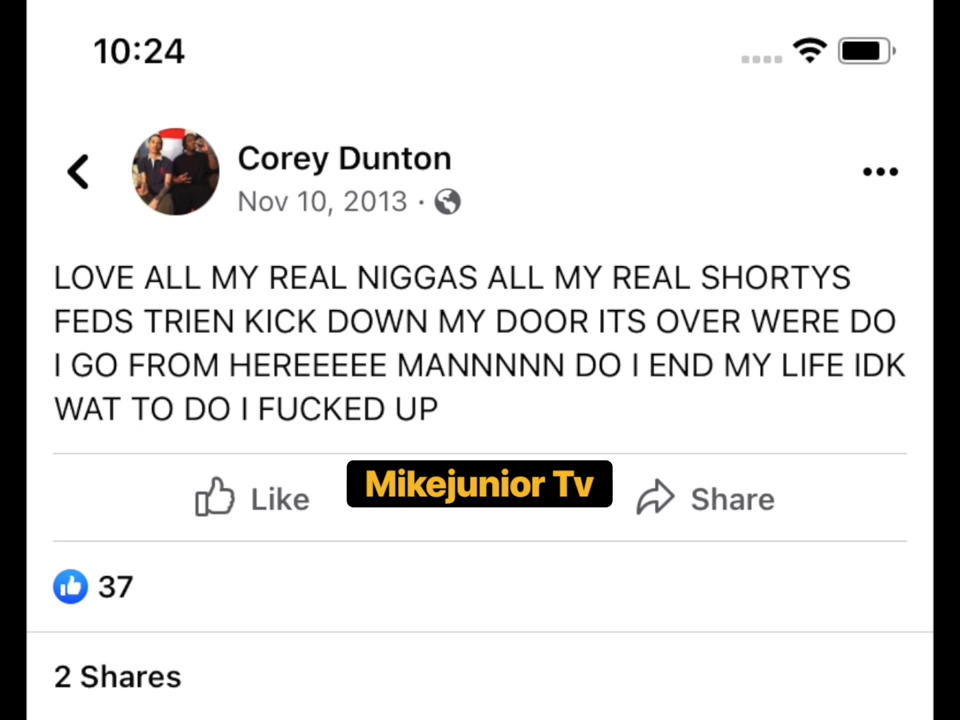 10:24
Corey Dunton
Nov 10, 2013 ·
LOVE ALL MY REAL NIGGAS ALL MY REAL SHORTYS
FEDS TRIEN KICK DOWN MY DOOR ITS OVER WERE DO
I GO FROM HEREEEEE MANNNNN DO I END MY LIFE IDK
WAT TO DO I FUCKED UP
Like
Mikejunior Tv
Share
37
2 Shares